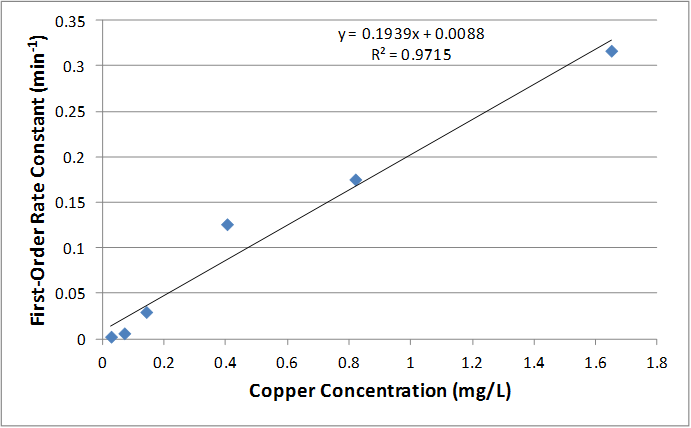 y = 0.1939x + 0.0088
R² = 0.9715
First-Order Rate Constant (min⁻¹)
0.35
0.3
0.25
0.2
0.15
0.1
0.05
0
0 0.2 0.4 0.6 0.8 1 1.2 1.4 1.6 1.8
Copper Concentration (mg/L)